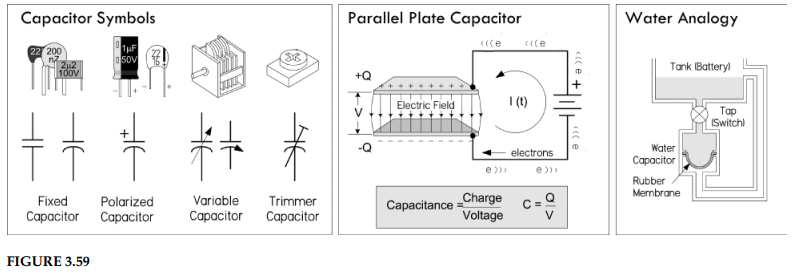 Capacitor Symbols
22
200
nZ
2µ2
100V
1µF
50V
22
16
+
-
+
+
Fixed
Capacitor
Polarized
Capacitor
Variable
Capacitor
Trimmer
Capacitor
Parallel Plate Capacitor
(((e
(((e
(((e
+Q
+ + + + + + + +
V
Electric Field
I (t)
+
-Q
electrons
(((e
e)))
e)))
Capacitance = Charge
Voltage
C = Q
V
Water Analogy
Tank (Battery)
Tap
(Switch)
Water
Capacitor
Rubber
Membrane
FIGURE 3.59